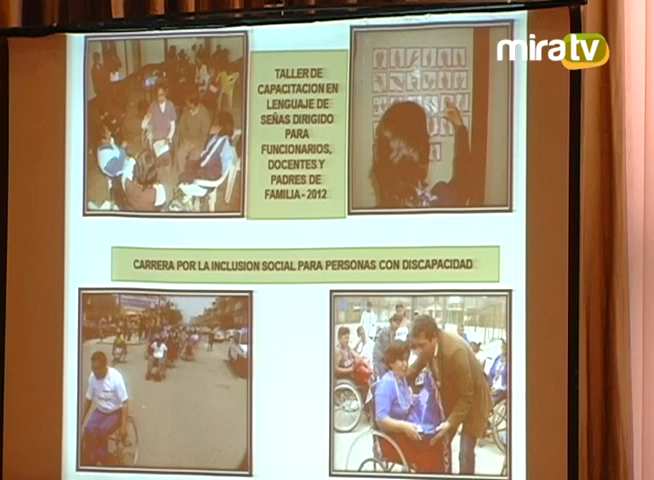 miratv
TALLER DE
CAPACITACION EN
LENGUAJE DE
SEÑAS DIRIGIDO
PARA
FUNCIONARIOS,
DOCENTES Y
PADRES DE
FAMILIA - 2012
CARRERA POR LA INCLUSION SOCIAL PARA PERSONAS CON DISCAPACIDAD